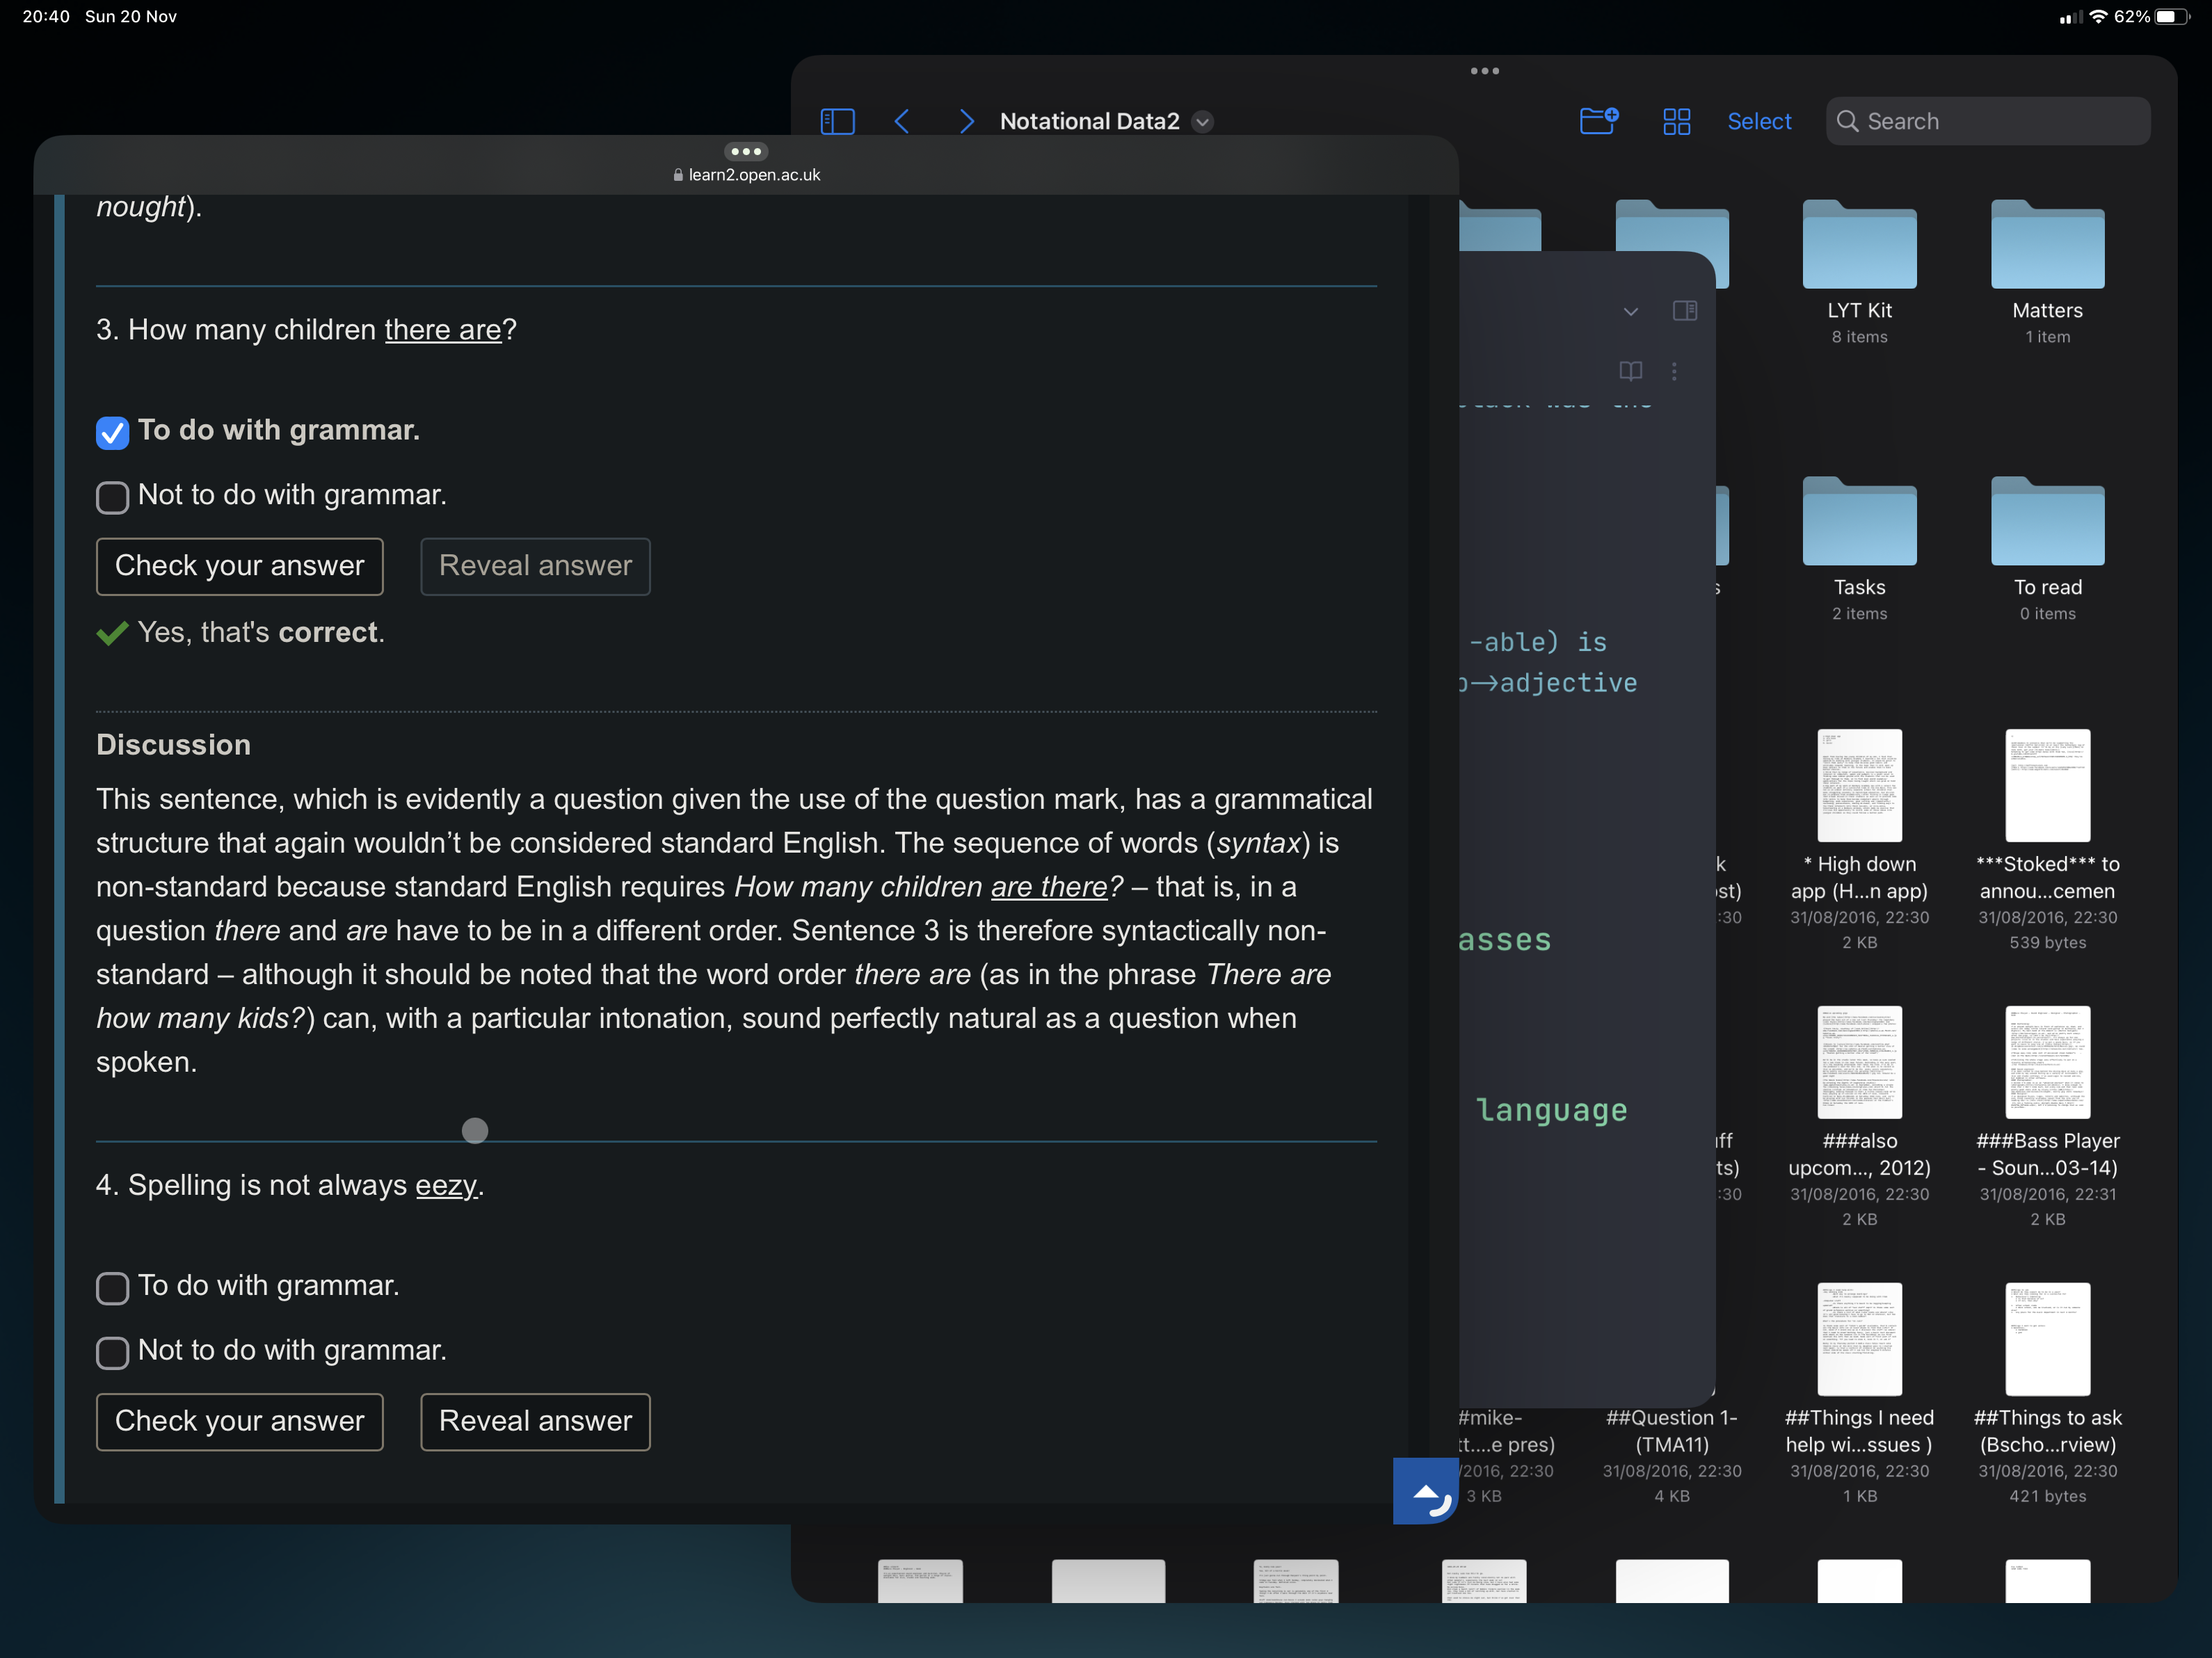 20:40 Sun 20 Nov
62%
Notational Data2
Select
Search
learn2.open.ac.uk
nought).
3. How many children there are?
To do with grammar.
Not to do with grammar.
Check your answer
Reveal answer
Yes, that's correct.
Discussion
This sentence, which is evidently a question given the use of the question mark, has a grammatical
structure that again wouldn’t be considered standard English. The sequence of words (syntax) is
non-standard because standard English requires How many children are there? – that is, in a
question there and are have to be in a different order. Sentence 3 is therefore syntactically non-
standard – although it should be noted that the word order there are (as in the phrase There are
how many kids?) can, with a particular intonation, sound perfectly natural as a question when
spoken.
4. Spelling is not always eezy.
To do with grammar.
Not to do with grammar.
Check your answer
Reveal answer
-able) is
→adjective
asses
language
LYT Kit
8 items
Matters
1 item
s
Tasks
2 items
To read
0 items
k
ost)
:30
* High down
app (H...n app)
31/08/2016, 22:30
2 KB
***Stoked*** to
annou...cemen
31/08/2016, 22:30
539 bytes
uff
ts)
:30
###also
upcom..., 2012)
31/08/2016, 22:30
2 KB
###Bass Player
- Soun...03-14)
31/08/2016, 22:31
2 KB
#mike-
tt....e pres)
/2016, 22:30
3 KB
##Question 1-
(TMA11)
31/08/2016, 22:30
4 KB
##Things I need
help wi...ssues )
31/08/2016, 22:30
1 KB
##Things to ask
(Bscho...rview)
31/08/2016, 22:30
421 bytes